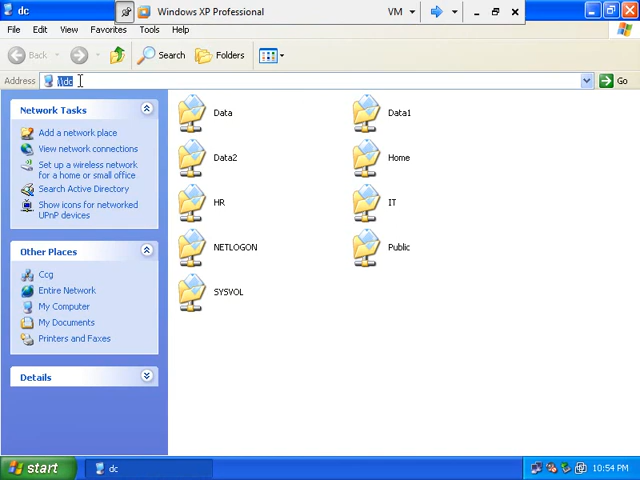 dc
Windows XP Professional
VM
File Edit View Favorites Tools Help
Back Search Folders
Address \\dc Go
Network Tasks
Add a network place
View network connections
Set up a wireless network
for a home or small office
Search Active Directory
Show icons for networked
UPnP devices
Other Places
Ccg
Entire Network
My Computer
My Documents
Printers and Faxes
Details
Data Data1
Data2 Home
HR IT
NETLOGON Public
SYSVOL
start dc 10:54 PM